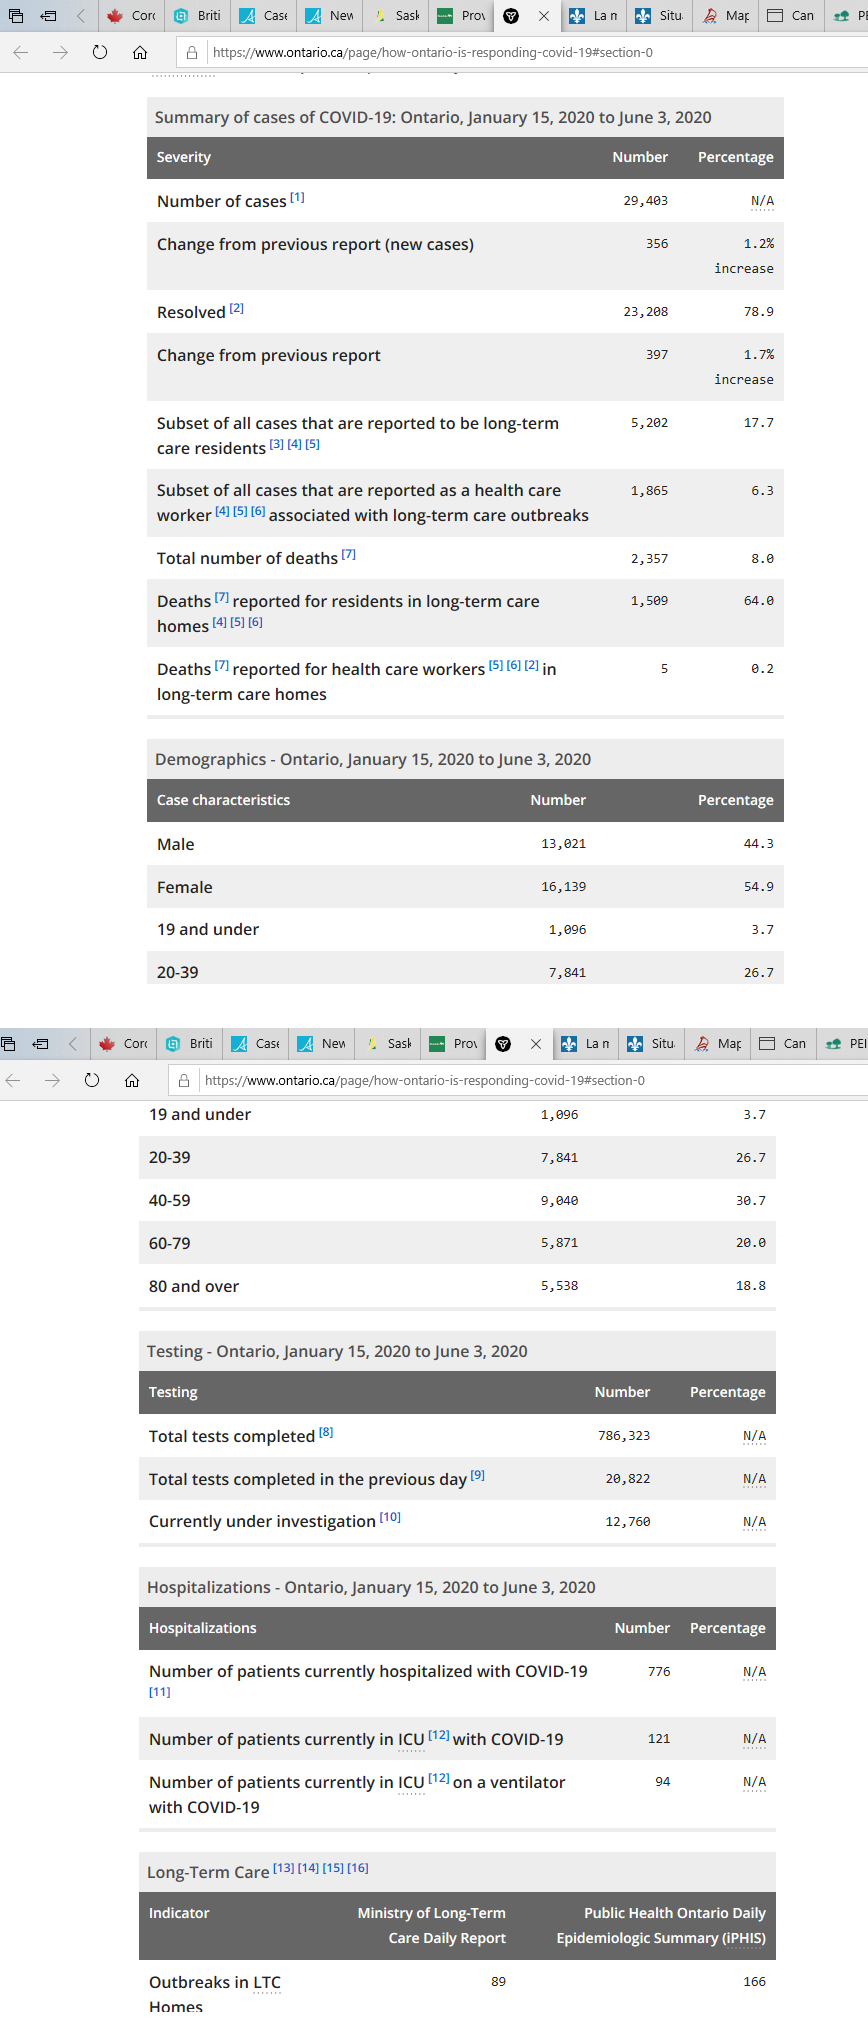 Corc Briti Case New Sask Prov La m Situ. Map Can PE
https://www.ontario.ca/page/how-ontario-is-responding-covid-19#section-0
Summary of cases of COVID-19: Ontario, January 15, 2020 to June 3, 2020
Severity Number Percentage
Number of cases [1] 29,403 N/A
Change from previous report (new cases) 356 1.2%
increase
Resolved [2] 23,208 78.9
Change from previous report 397 1.7%
increase
Subset of all cases that are reported to be long-term 5,202 17.7
care residents [3] [4] [5]
Subset of all cases that are reported as a health care 1,865 6.3
worker [4] [5] [6] associated with long-term care outbreaks
Total number of deaths [7] 2,357 8.0
Deaths [7] reported for residents in long-term care 1,509 64.0
homes [4] [5] [6]
Deaths [7] reported for health care workers [5] [6] [2] in 5 0.2
long-term care homes
Demographics - Ontario, January 15, 2020 to June 3, 2020
Case characteristics Number Percentage
Male 13,021 44.3
Female 16,139 54.9
19 and under 1,096 3.7
20-39 7,841 26.7
Corc Briti Case New Sask Prov La m Situ. Map Can PEI
https://www.ontario.ca/page/how-ontario-is-responding-covid-19#section-0
19 and under 1,096 3.7
20-39 7,841 26.7
40-59 9,040 30.7
60-79 5,871 20.0
80 and over 5,538 18.8
Testing - Ontario, January 15, 2020 to June 3, 2020
Testing Number Percentage
Total tests completed [8] 786,323 N/A
Total tests completed in the previous day [9] 20,822 N/A
Currently under investigation [10] 12,760 N/A
Hospitalizations - Ontario, January 15, 2020 to June 3, 2020
Hospitalizations Number Percentage
Number of patients currently hospitalized with COVID-19 776 N/A
[11]
Number of patients currently in ICU [12] with COVID-19 121 N/A
Number of patients currently in ICU [12] on a ventilator 94 N/A
with COVID-19
Long-Term Care [13] [14] [15] [16]
Indicator Ministry of Long-Term Public Health Ontario Daily
Care Daily Report Epidemiologic Summary (iPHIS)
Outbreaks in LTC 89 166
Homes